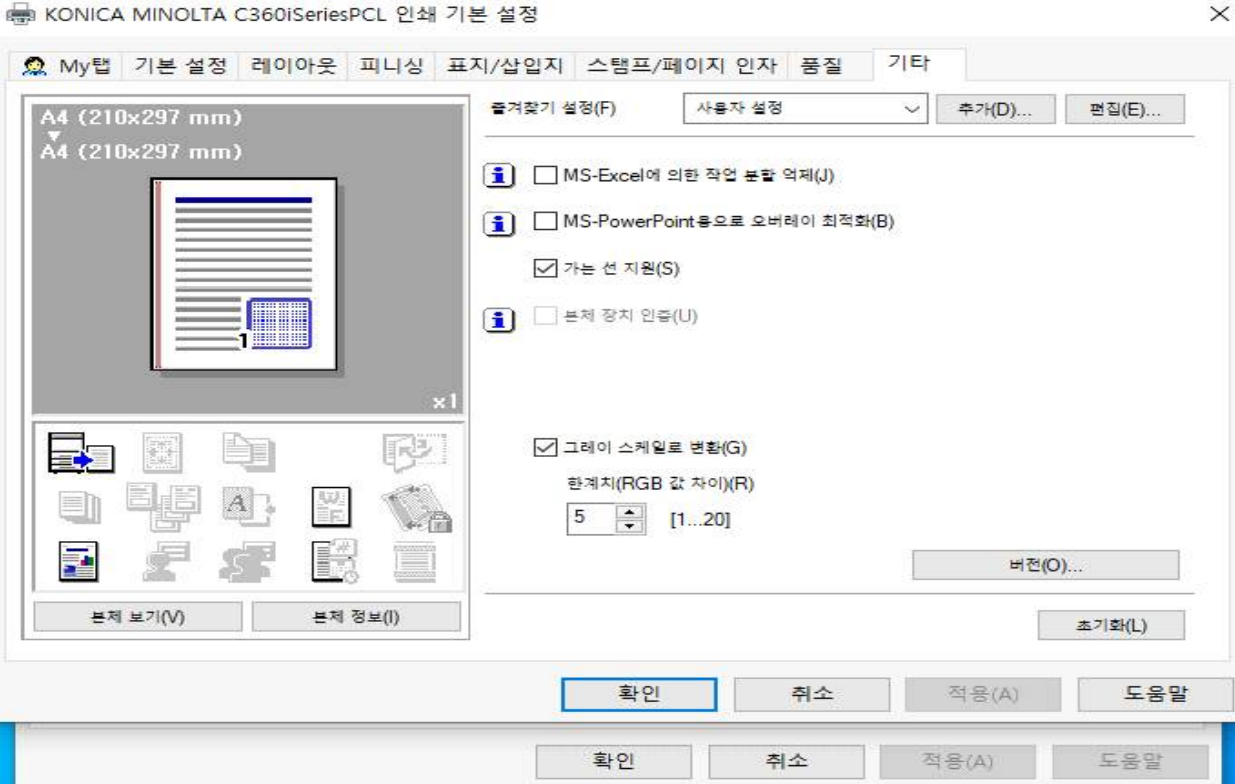 KONICA MINOLTA C360iSeriesPCL 인쇄 기본 설정
My탭 기본 설정 레이아웃 피니싱 표지/삽입지 스탬프/페이지 인자 품질 기타
A4 (210x297 mm)
A4 (210x297 mm)
1
x1
본체 보기(V) 본체 정보(I)
즐겨찾기 설정(F) 사용자 설정 추가(D)... 편집(E)...
MS-Excel에 의한 작업 분할 억제(J)
MS-PowerPoint용으로 오버레이 최적화(B)
가는 선 지원(S)
본체 장치 인증(U)
그레이 스케일로 변환(G)
한계치(RGB 값 차이)(R)
5 [1...20]
버전(O)...
초기화(L)
확인 취소 적용(A) 도움말
확인 취소 적용(A) 도움말